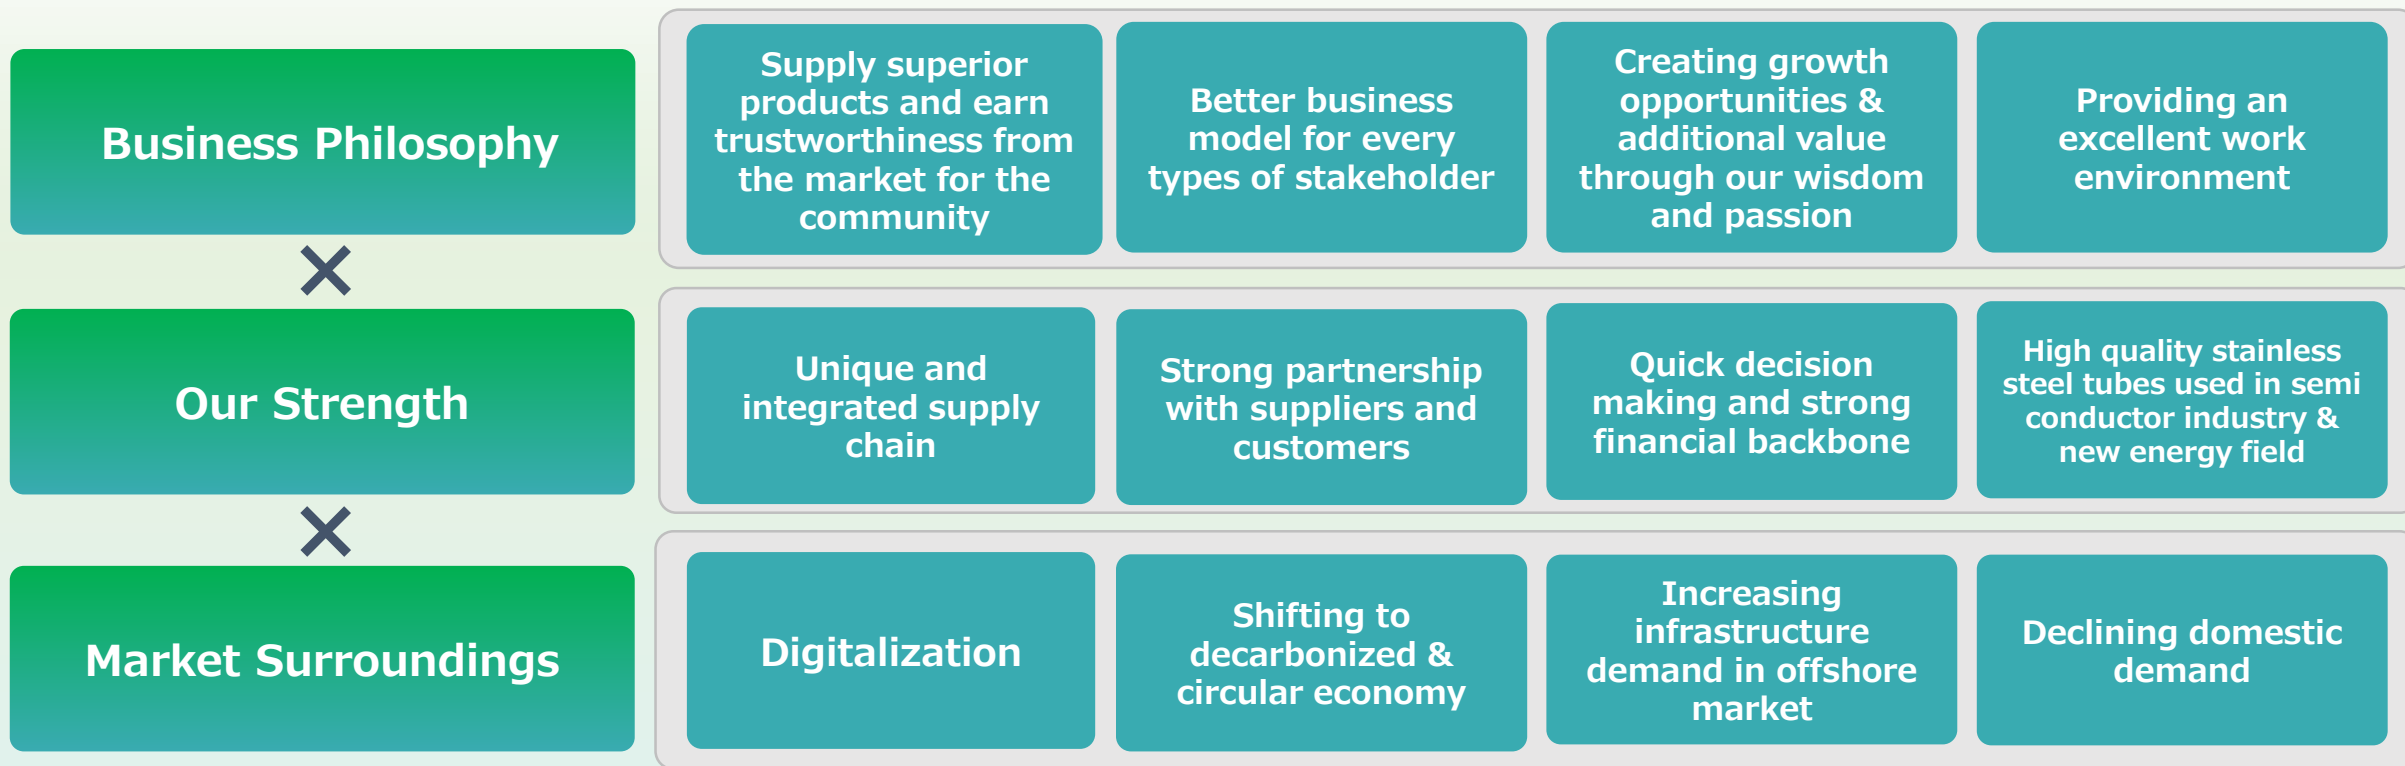 Business Philosophy
Supply superior
products and earn
trustworthiness from
the market for the
community
Better business
model for every
types of stakeholder
Creating growth
opportunities &
additional value
through our wisdom
and passion
Providing an
excellent work
environment
Our Strength
Unique and
integrated supply
chain
Strong partnership
with suppliers and
customers
Quick decision
making and strong
financial backbone
High quality stainless
steel tubes used in semi
conductor industry &
new energy field
Market Surroundings
Digitalization
Shifting to
decarbonized &
circular economy
Increasing
infrastructure
demand in offshore
market
Declining domestic
demand